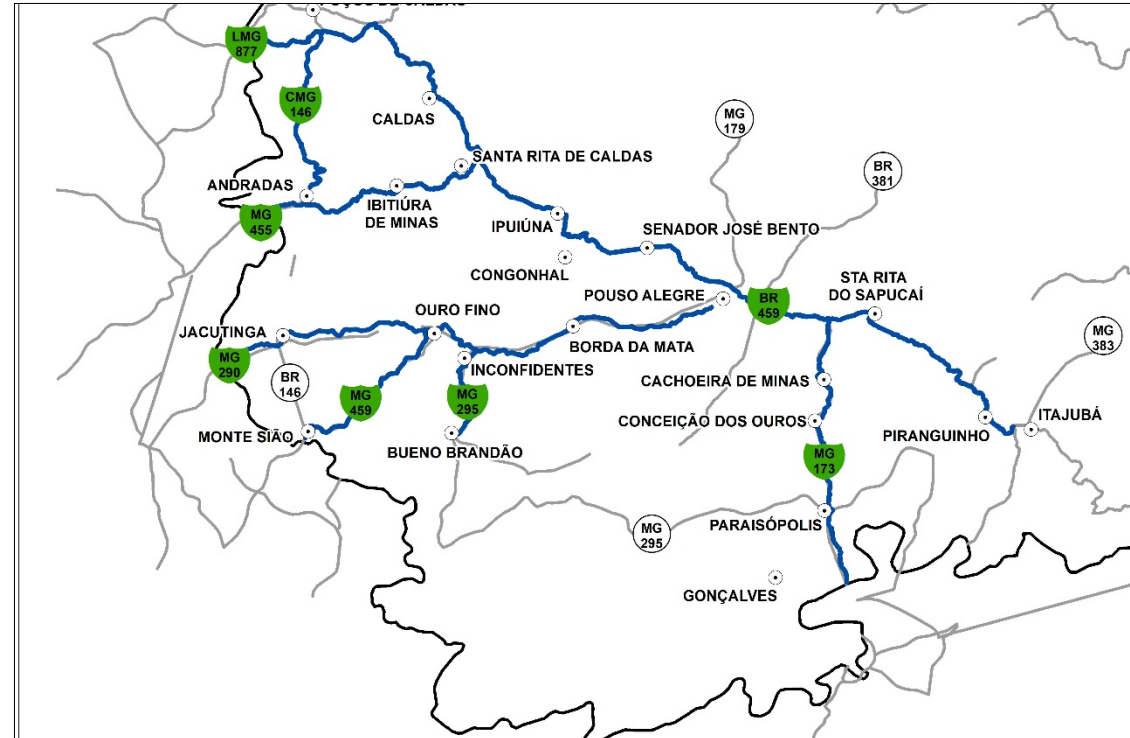 POÇOS DE CALDAS
LMG
877
CMG
146
CALDAS
MG
179
SANTA RITA DE CALDAS
BR
381
ANDRADAS
IBITIÚRA
DE MINAS
MG
455
IPUIÚNA
SENADOR JOSÉ BENTO
CONGONHAL
STA RITA
DO SAPUCAÍ
POUSO ALEGRE
BR
459
OURO FINO
JACUTINGA
MG
383
BORDA DA MATA
MG
290
INCONFIDENTES
BR
146
CACHOEIRA DE MINAS
MG
459
MG
295
CONCEIÇÃO DOS OUROS
ITAJUBÁ
PIRANGUINHO
MONTE SIÃO
BUENO BRANDÃO
MG
173
PARAISÓPOLIS
MG
295
GONÇALVES